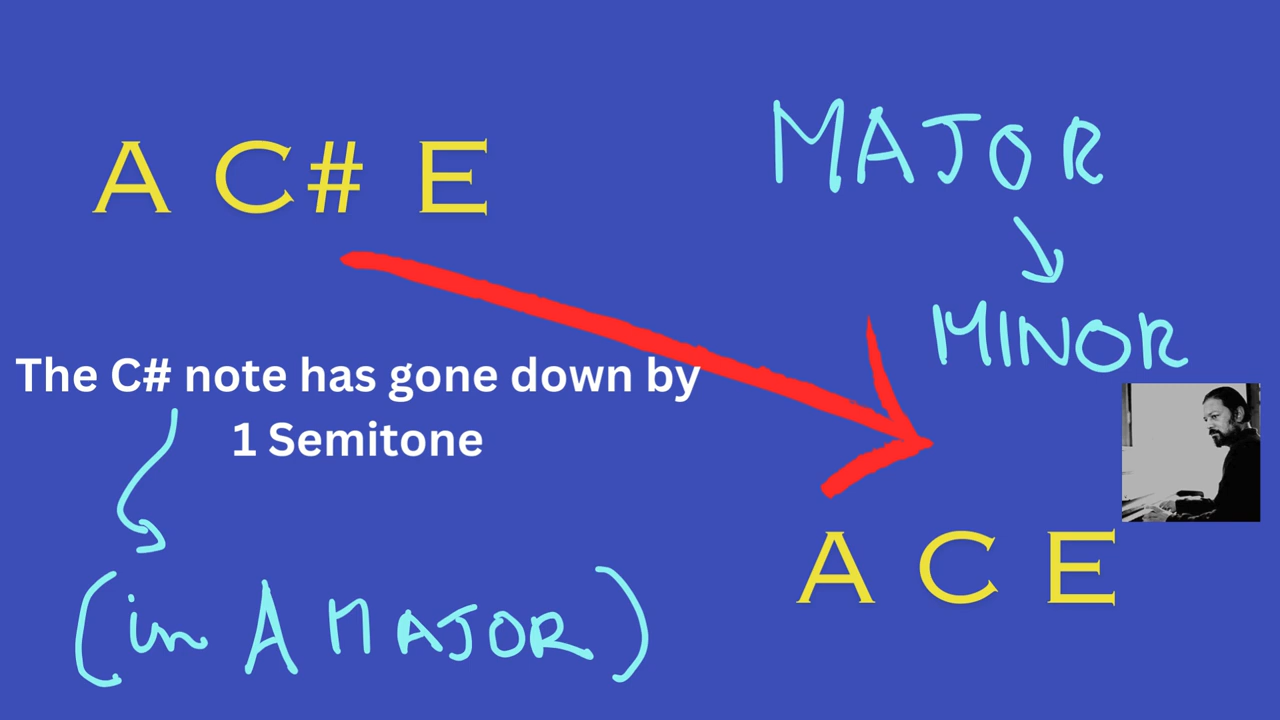 A C# E
MAJOR
MINOR
The C# note has gone down by
1 Semitone
A C E
(in A MAJOR)